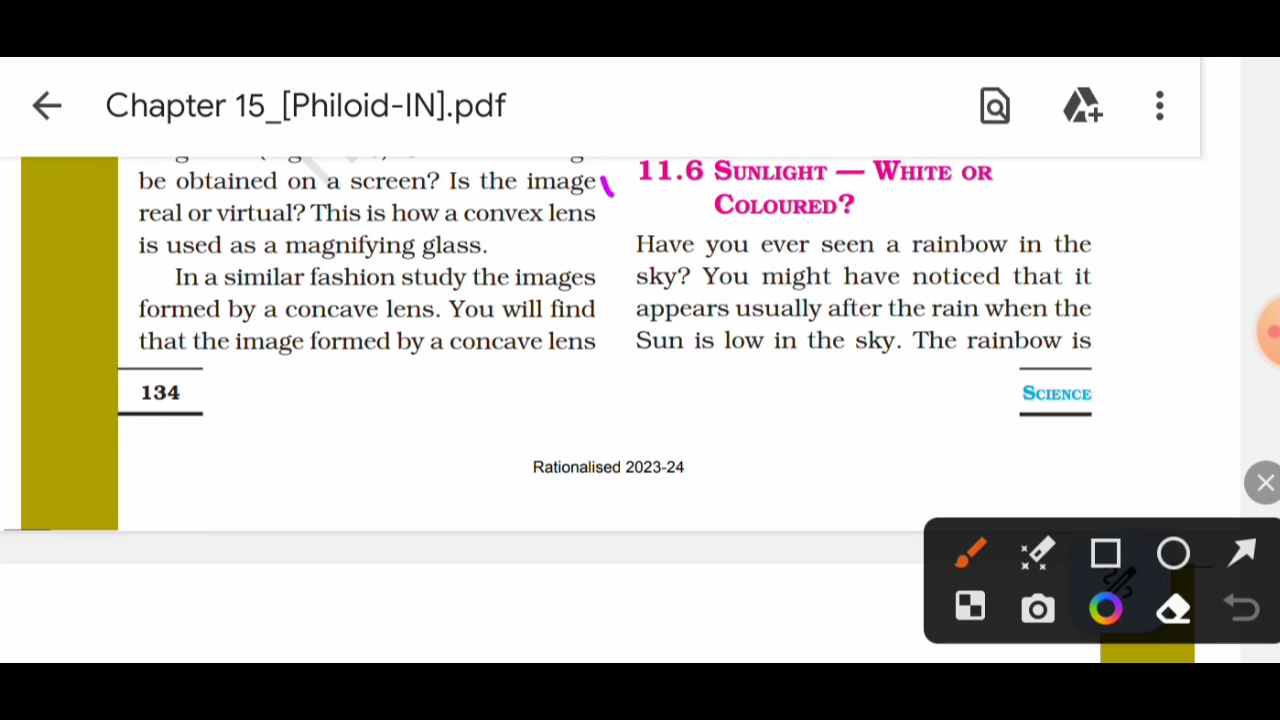 Chapter 15_[Philoid-IN].pdf
be obtained on a screen? Is the image
real or virtual? This is how a convex lens
is used as a magnifying glass.
In a similar fashion study the images
formed by a concave lens. You will find
that the image formed by a concave lens
134
11.6 SUNLIGHT — WHITE OR
COLOURED?
Have you ever seen a rainbow in the
sky? You might have noticed that it
appears usually after the rain when the
Sun is low in the sky. The rainbow is
SCIENCE
Rationalised 2023-24